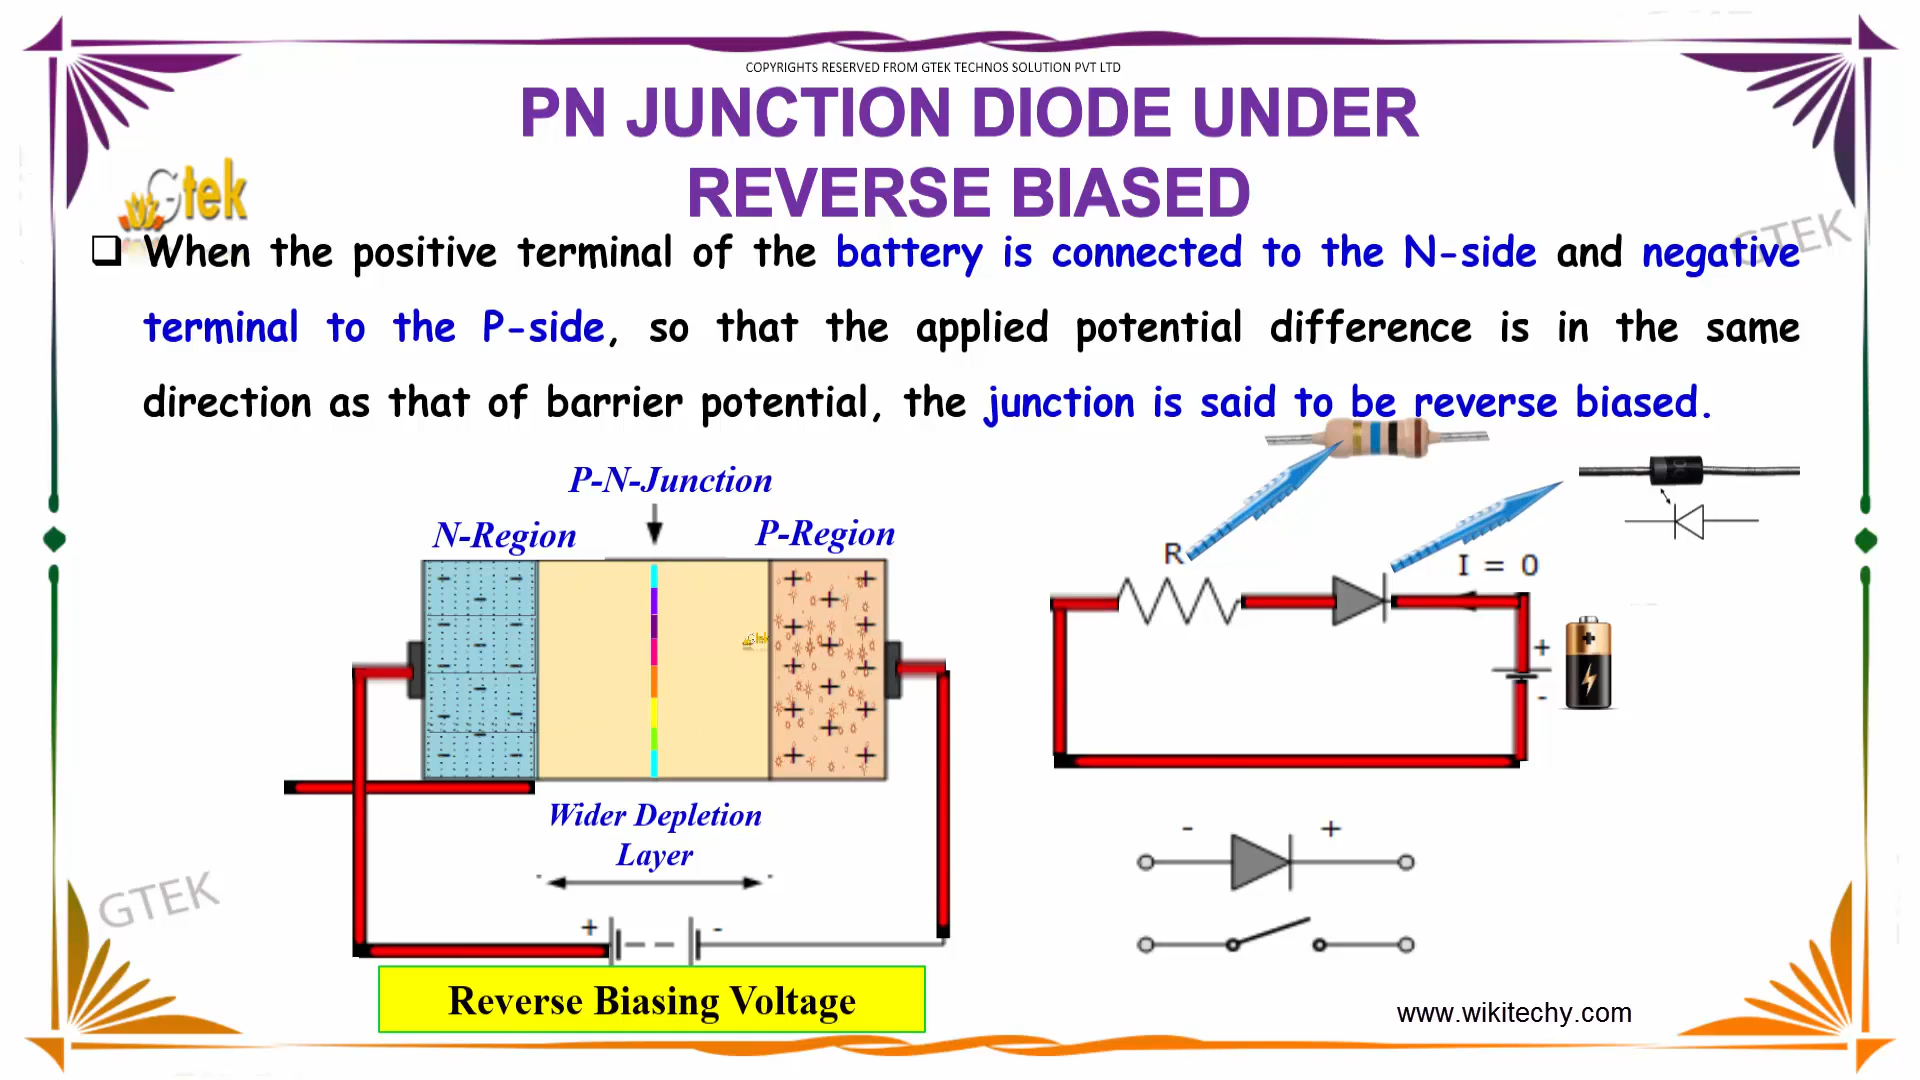 COPYRIGHTS RESERVED FROM GTEK TECHNOS SOLUTION PVT LTD
PN JUNCTION DIODE UNDER
REVERSE BIASED
Gtek
GTEK
❑ When the positive terminal of the battery is connected to the N-side and negative
terminal to the P-side, so that the applied potential difference is in the same
direction as that of barrier potential, the junction is said to be reverse biased.
P-N-Junction
N-Region
P-Region
Gtek
Wider Depletion
Layer
+ -
Reverse Biasing Voltage
R
I = 0
+
-
- +
GTEK
www.wikitechy.com